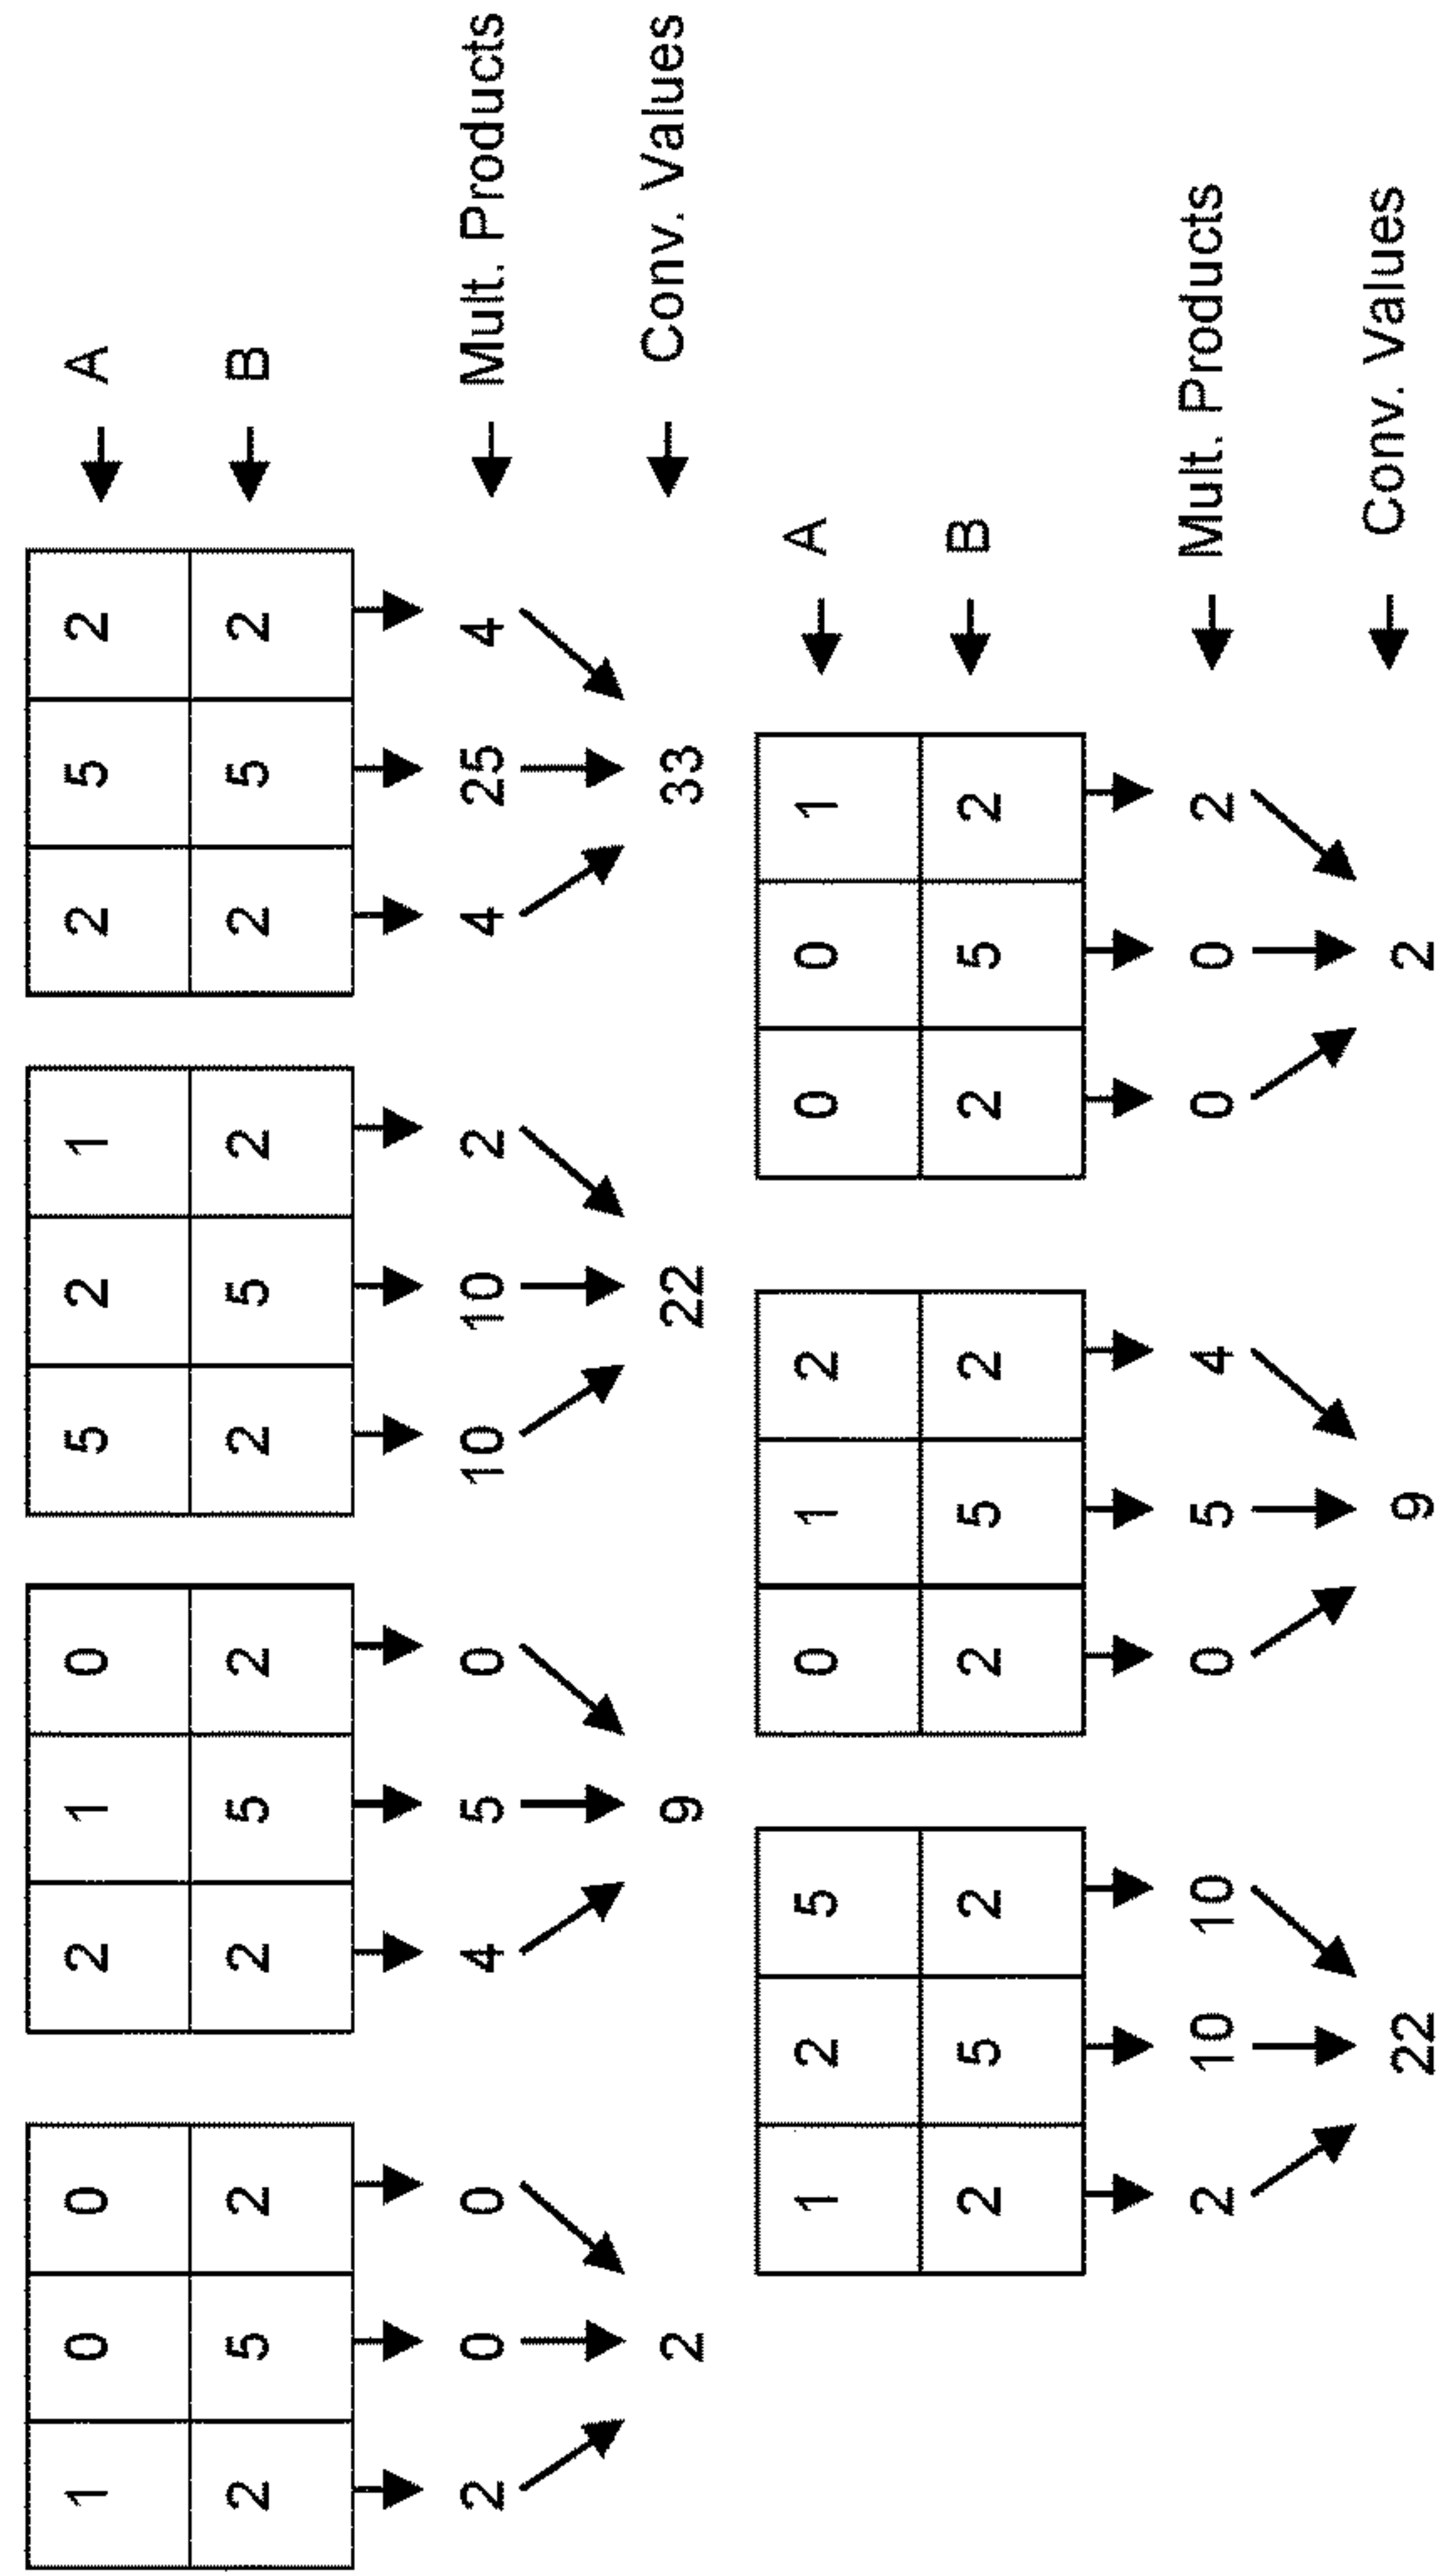 1 0 0 2 1 0 5 2 1 2 5 2 A
2 5 2 2 5 2 2 5 2 2 5 2 B
2 0 0 4 5 0 10 10 2 4 25 4 Mult. Products
2 9 22 33 Conv. Values
1 2 5 0 1 2 0 0 1 A
2 5 2 2 5 2 2 5 2 B
2 10 10 0 5 4 0 0 2 Mult. Products
22 9 2 Conv. Values